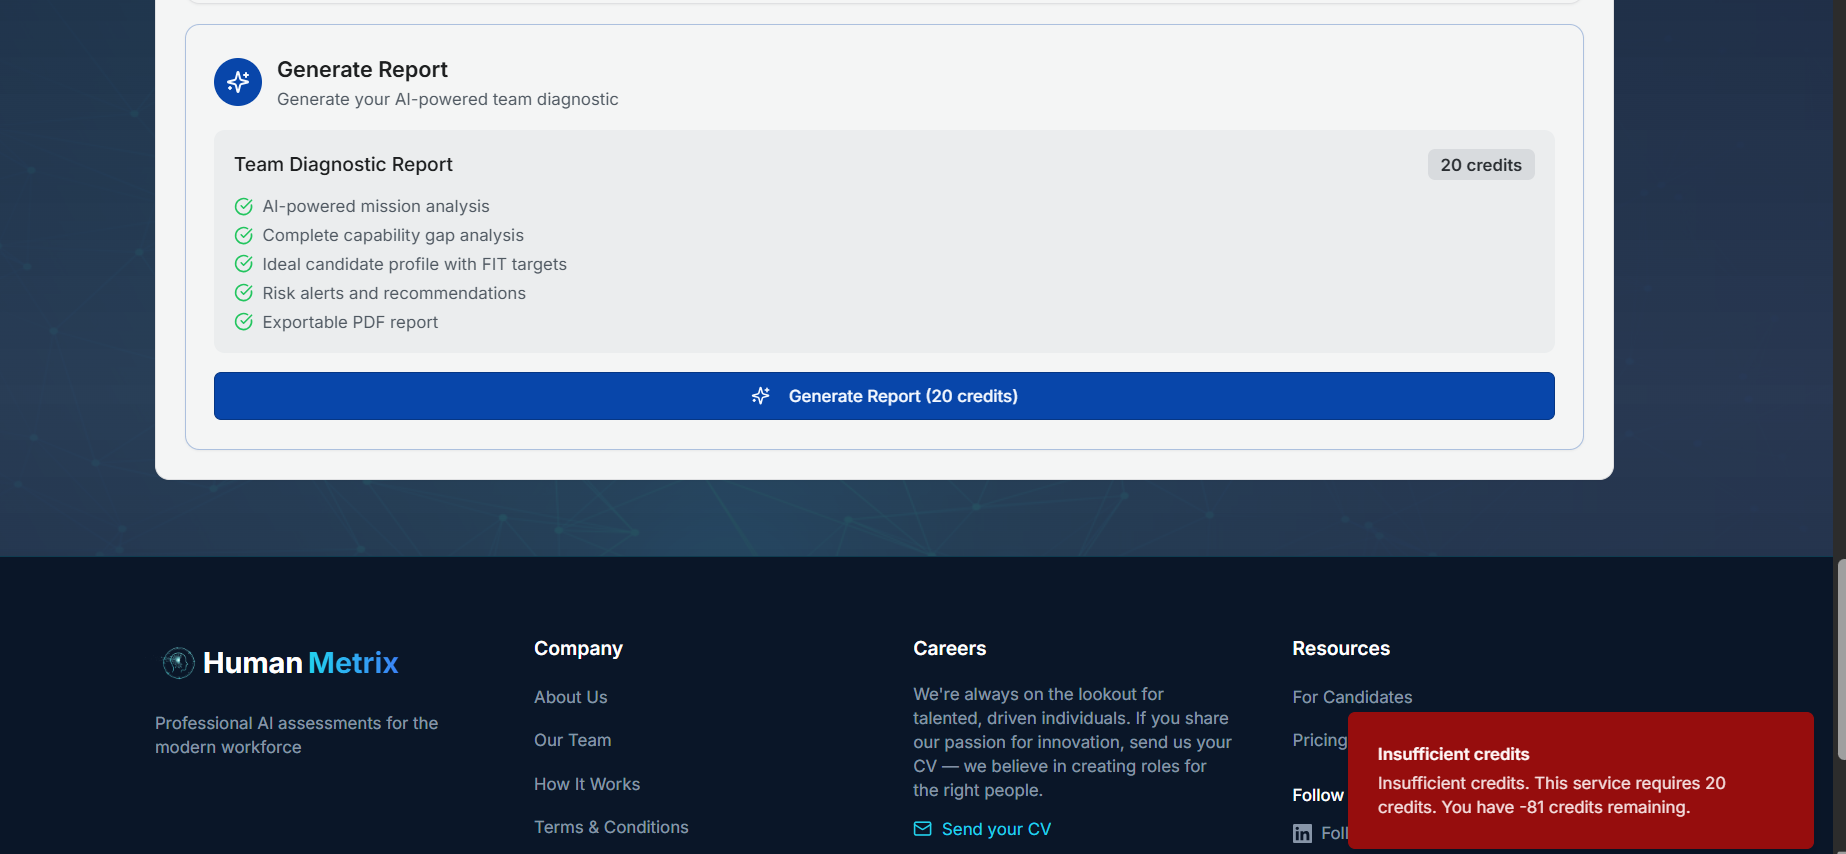 Generate Report
Generate your AI-powered team diagnostic
Team Diagnostic Report
20 credits
AI-powered mission analysis
Complete capability gap analysis
Ideal candidate profile with FIT targets
Risk alerts and recommendations
Exportable PDF report
Generate Report (20 credits)
Human Metrix
Professional AI assessments for the
modern workforce
Company
About Us
Our Team
How It Works
Terms & Conditions
Careers
We're always on the lookout for
talented, driven individuals. If you share
our passion for innovation, send us your
CV — we believe in creating roles for
the right people.
Send your CV
Resources
For Candidates
Pricing
Follow
Insufficient credits
Insufficient credits. This service requires 20
credits. You have -81 credits remaining.